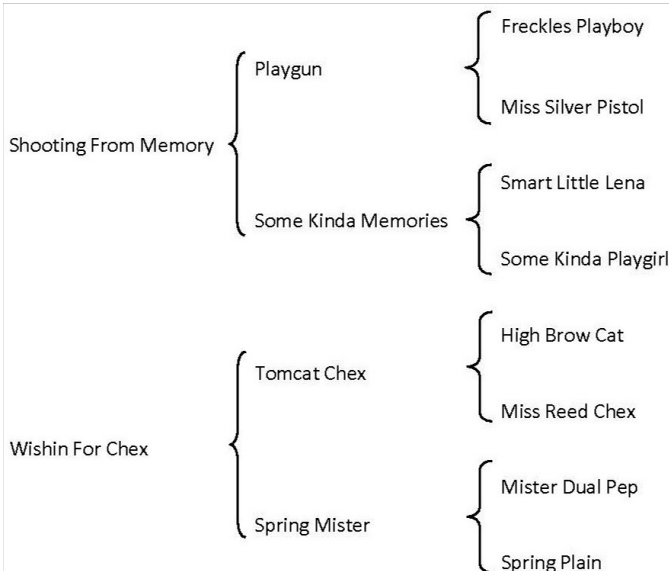 Freckles Playboy
Playgun
Miss Silver Pistol
Shooting From Memory
Smart Little Lena
Some Kinda Memories
Some Kinda Playgirl
High Brow Cat
Tomcat Chex
Miss Reed Chex
Wishin For Chex
Mister Dual Pep
Spring Mister
Spring Plain